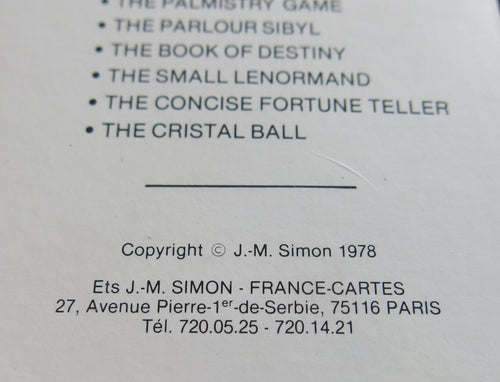 • THE PALMISTRY GAME
• THE PARLOUR SIBYL
• THE BOOK OF DESTINY
• THE SMALL LENORMAND
• THE CONCISE FORTUNE TELLER
• THE CRISTAL BALL
Copyright © J.-M. Simon 1978
Ets J.-M. SIMON - FRANCE-CARTES
27, Avenue Pierre-1er-de-Serbie, 75116 PARIS
Tél. 720.05.25 - 720.14.21